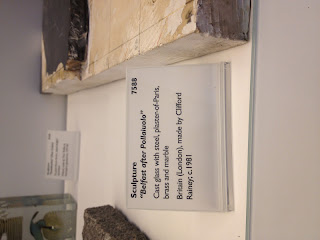 Sculpture 7588
"Belfast after Pollaiuolo"
Cast glass with steel, plaster-of-Paris,
brass and marble
Britain (London), made by Clifford
Rainey; c.1981